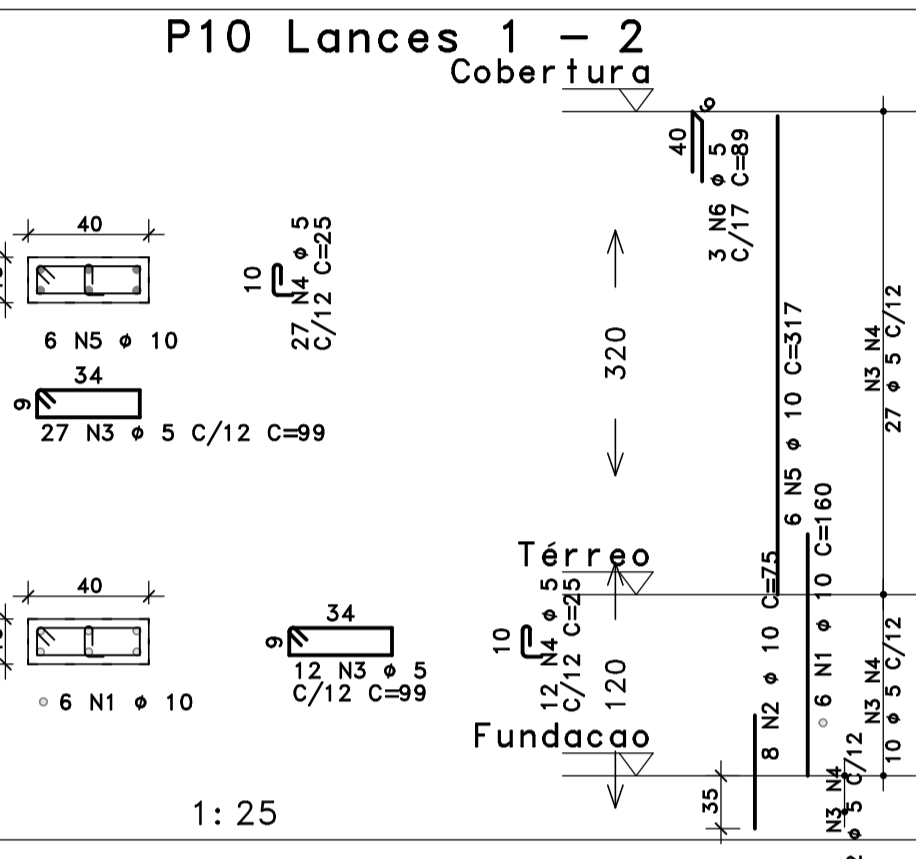 P10 Lances 1 - 2
Cobertura
40
6
3 N6 ϕ 5
C/17 C=89
40
6 N5 ϕ 10
10
27 N4 ϕ 5
C/12 C=25
34
9
27 N3 ϕ 5 C/12 C=99
320
6 N5 ϕ 10 C=317
N3 N4
27 ϕ 5 C/12
Térreo
40
6 N1 ϕ 10
34
9
12 N3 ϕ 5
C/12 C=99
10
12 N4 ϕ 5
C/12 C=25
120
8 N2 ϕ 10 C=75
6 N1 ϕ 10 C=160
N3 N4
10 ϕ 5 C/12
Fundacao
35
N3 N4
ϕ 5 C/12
1:25